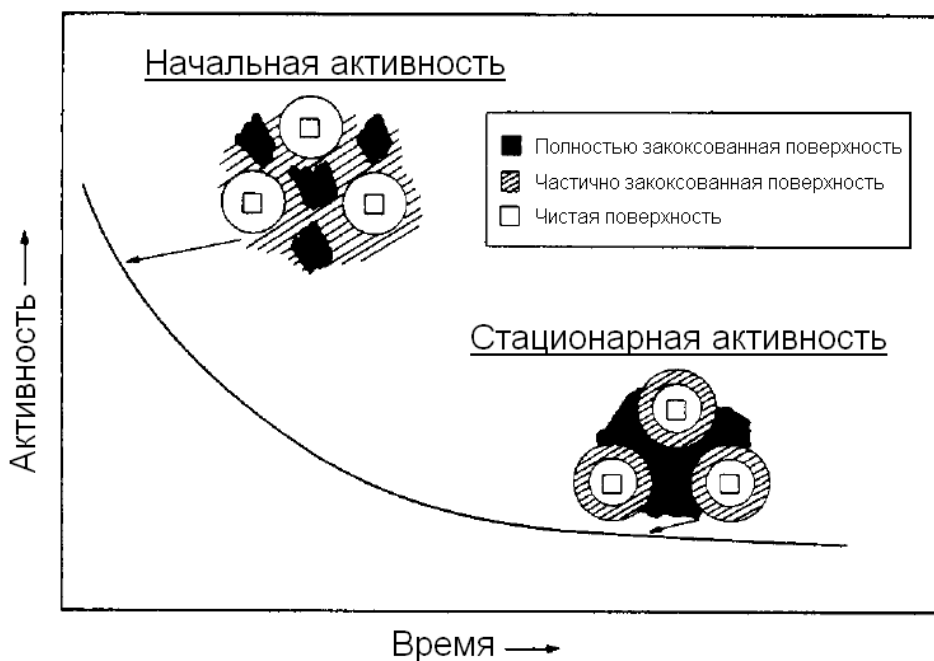 Начальная активность
Полностью закоксованная поверхность
Частично закоксованная поверхность
Чистая поверхность
Стационарная активность
Активность
Время